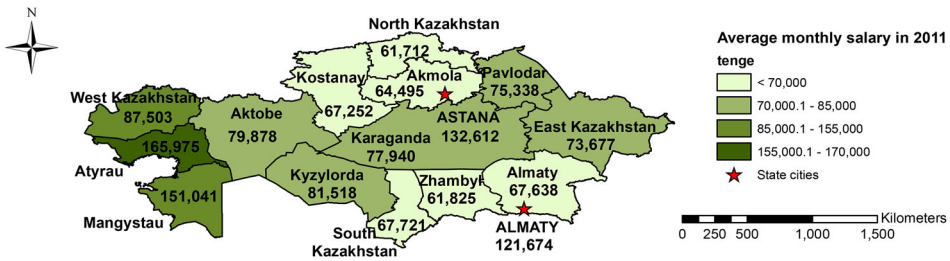 N
North Kazakhstan
61,712
Kostanay
67,252
Akmola
64,495
Pavlodar
75,338
West Kazakhstan
87,503
Aktobe
79,878
ASTANA
132,612
East Kazakhstan
73,677
Karaganda
77,940
165,975
Atyrau
151,041
Mangystau
Kyzylorda
81,518
Zhambyl
61,825
Almaty
67,638
67,721
South
Kazakhstan
ALMATY
121,674
Average monthly salary in 2011
tenge
< 70,000
70,000.1 - 85,000
85,000.1 - 155,000
155,000.1 - 170,000
State cities
Kilometers
0 250 500 1,000 1,500